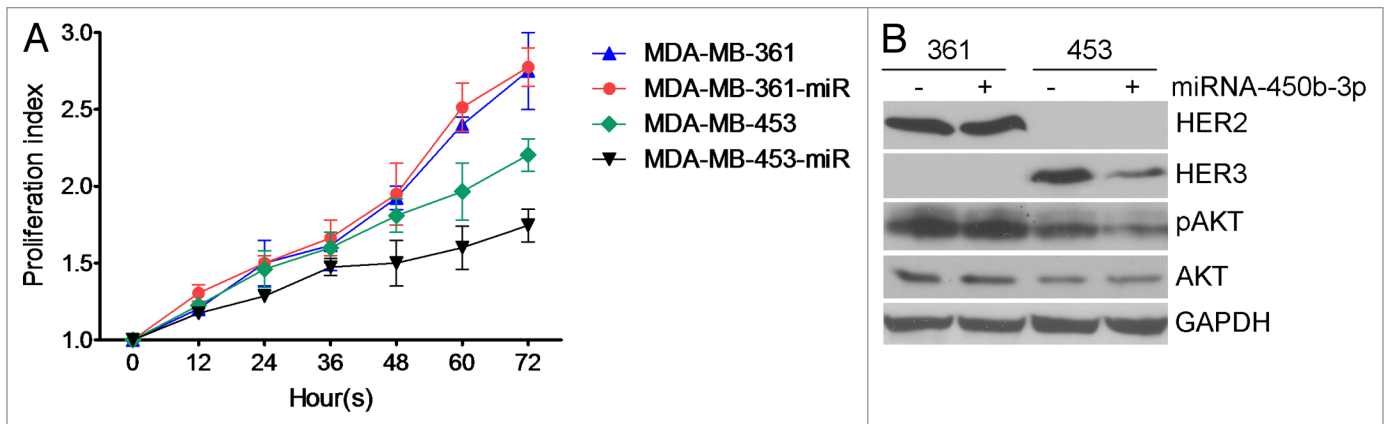 A
3.0
2.5
2.0
1.5
1.0
Proliferation index
0 12 24 36 48 60 72
Hour(s)
MDA-MB-361
MDA-MB-361-miR
MDA-MB-453
MDA-MB-453-miR
B
361 453
- + - + miRNA-450b-3p
HER2
HER3
pAKT
AKT
GAPDH